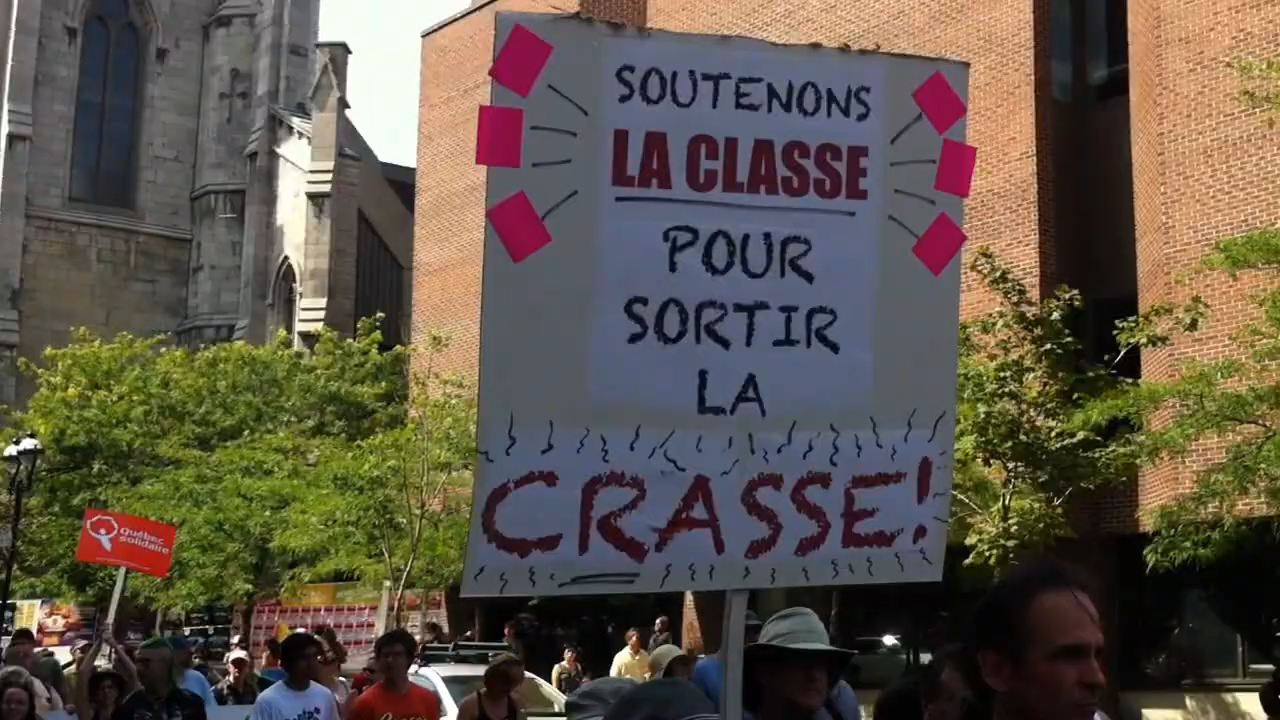 SOUTENONS
LA CLASSE
POUR
SORTIR
LA
CRASSE!
Québec
solidaire